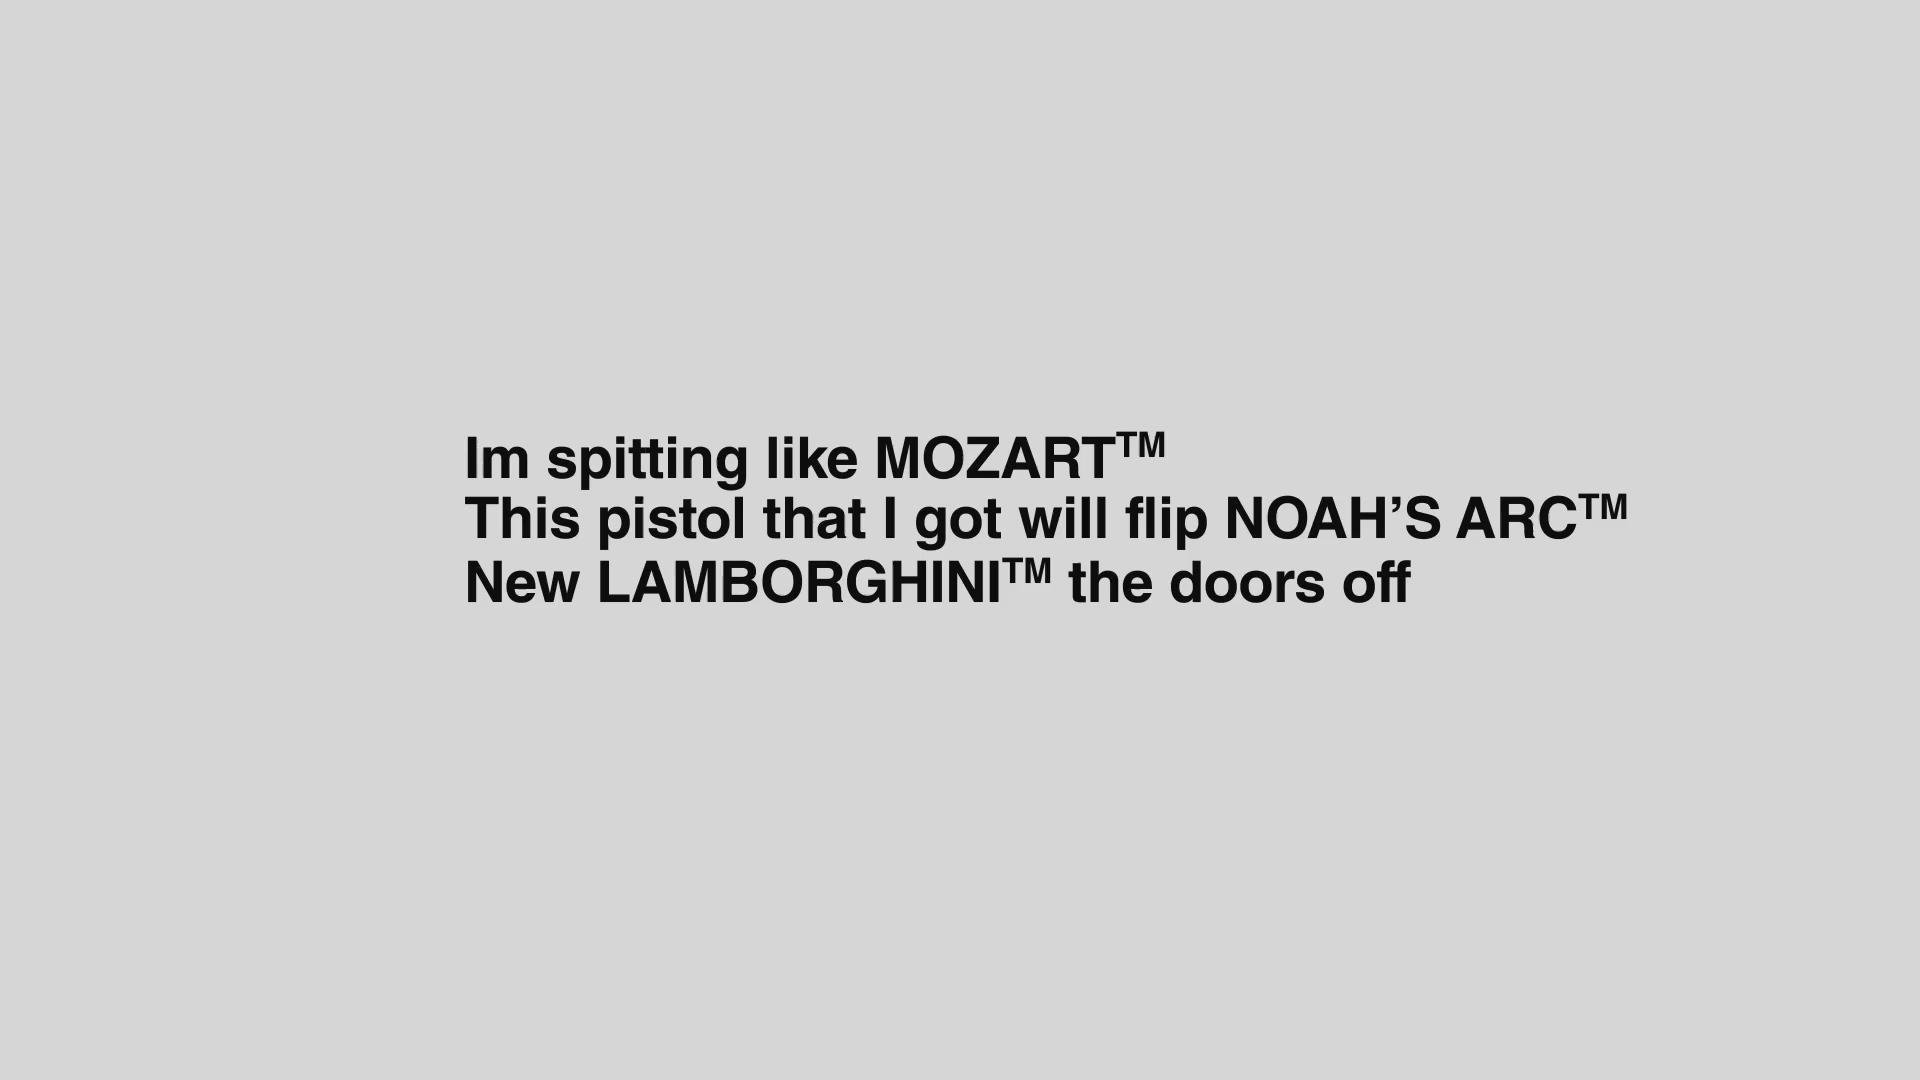 Im spitting like MOZART™
This pistol that I got will flip NOAH’S ARC™
New LAMBORGHINI™ the doors off